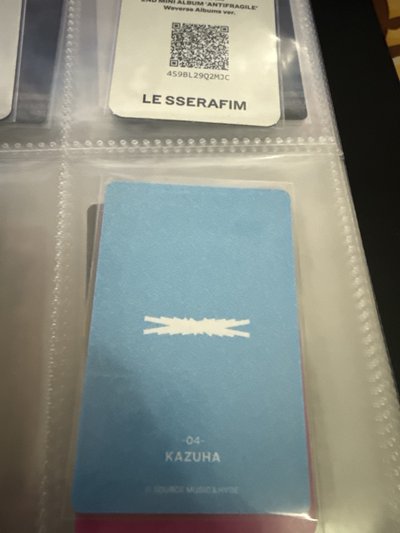 2ND MINI ALBUM 'ANTIFRAGILE'
Weverse Albums ver.
4S9BL29Q2MJC
LE SSERAFIM
-04-
KAZUHA
© SOURCE MUSIC & HYBE